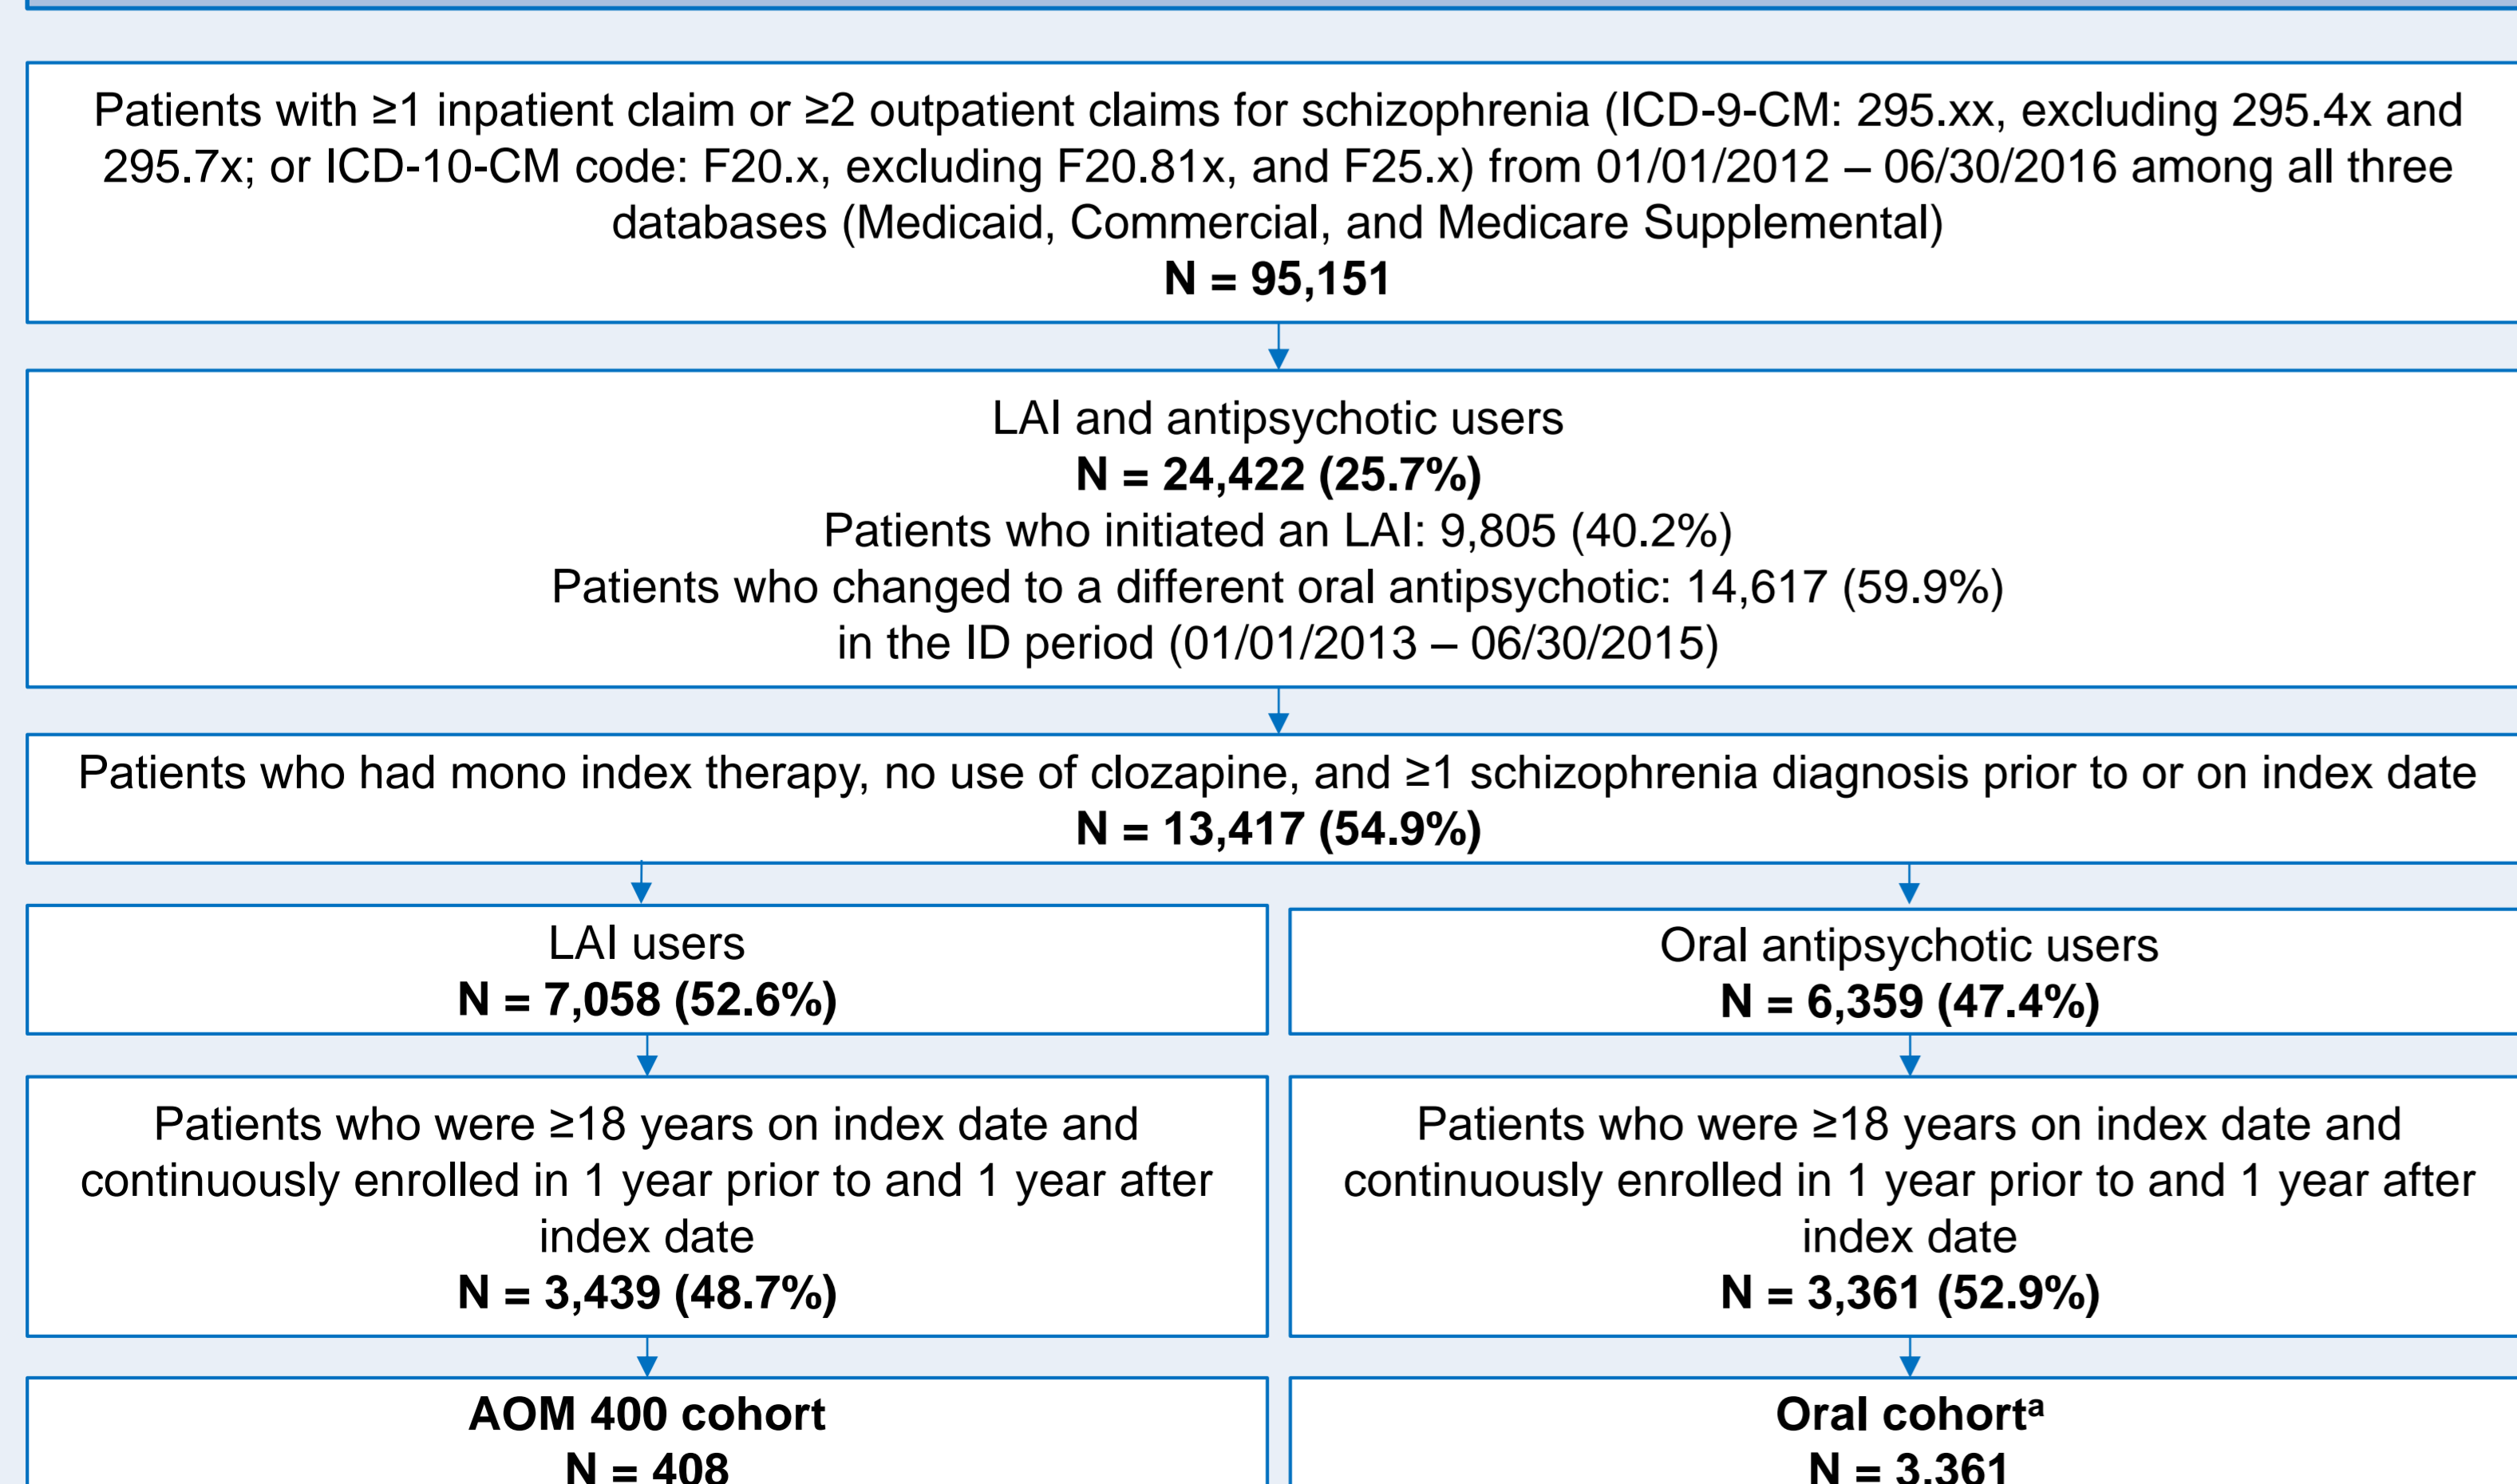 Patients with ≥1 inpatient claim or ≥2 outpatient claims for schizophrenia (ICD-9-CM: 295.xx, excluding 295.4x and
295.7x; or ICD-10-CM code: F20.x, excluding F20.81x, and F25.x) from 01/01/2012 – 06/30/2016 among all three
databases (Medicaid, Commercial, and Medicare Supplemental)
N = 95,151
LAI and antipsychotic users
N = 24,422 (25.7%)
Patients who initiated an LAI: 9,805 (40.2%)
Patients who changed to a different oral antipsychotic: 14,617 (59.9%)
in the ID period (01/01/2013 – 06/30/2015)
Patients who had mono index therapy, no use of clozapine, and ≥1 schizophrenia diagnosis prior to or on index date
N = 13,417 (54.9%)
LAI users
N = 7,058 (52.6%)
Oral antipsychotic users
N = 6,359 (47.4%)
Patients who were ≥18 years on index date and
continuously enrolled in 1 year prior to and 1 year after
index date
N = 3,439 (48.7%)
Patients who were ≥18 years on index date and
continuously enrolled in 1 year prior to and 1 year after
index date
N = 3,361 (52.9%)
AOM 400 cohort
N = 408
Oral cohortᵃ
N = 3,361